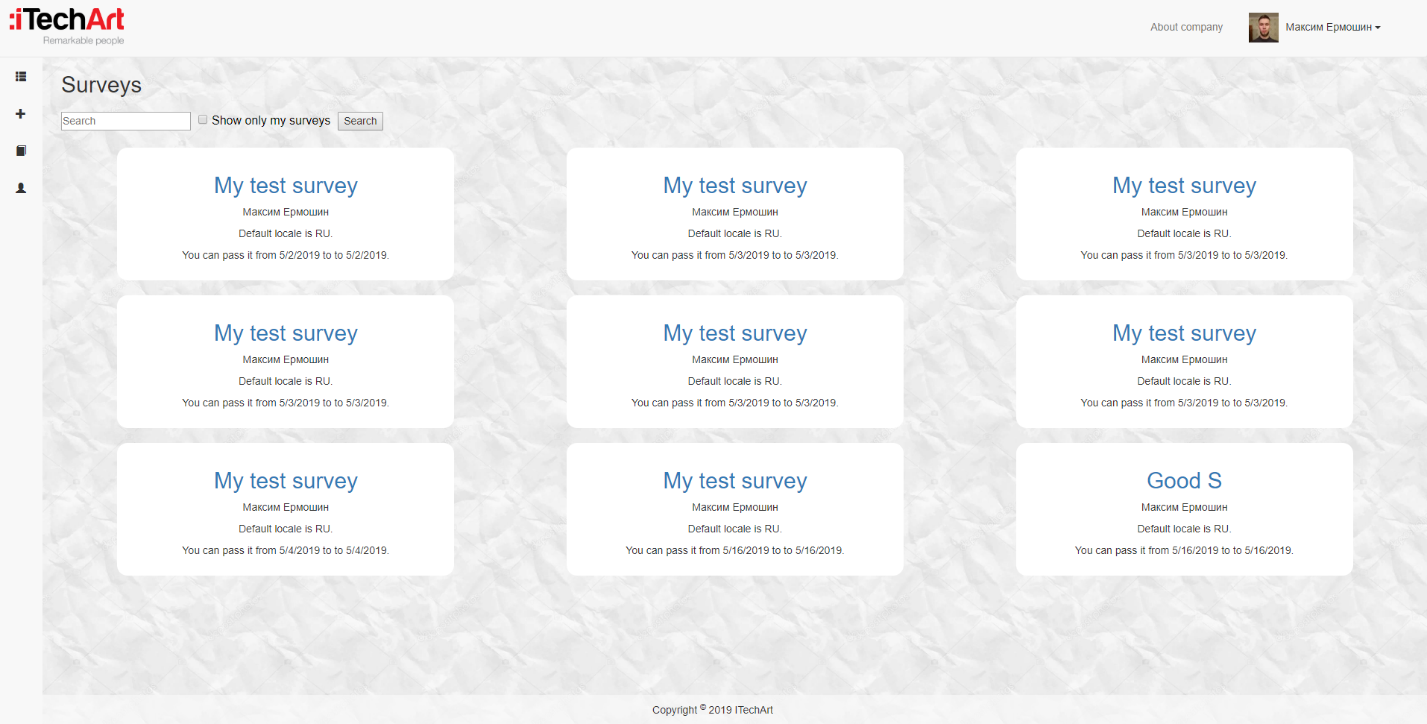 :iTechArt
Remarkable people
About company
Максим Ермошин
Surveys
Search
Show only my surveys
Search
My test survey
Максим Ермошин
Default locale is RU.
You can pass it from 5/2/2019 to to 5/2/2019.
My test survey
Максим Ермошин
Default locale is RU.
You can pass it from 5/3/2019 to to 5/3/2019.
My test survey
Максим Ермошин
Default locale is RU.
You can pass it from 5/3/2019 to to 5/3/2019.
My test survey
Максим Ермошин
Default locale is RU.
You can pass it from 5/3/2019 to to 5/3/2019.
My test survey
Максим Ермошин
Default locale is RU.
You can pass it from 5/3/2019 to to 5/3/2019.
My test survey
Максим Ермошин
Default locale is RU.
You can pass it from 5/3/2019 to to 5/3/2019.
My test survey
Максим Ермошин
Default locale is RU.
You can pass it from 5/4/2019 to to 5/4/2019.
My test survey
Максим Ермошин
Default locale is RU.
You can pass it from 5/16/2019 to to 5/16/2019.
Good S
Максим Ермошин
Default locale is RU.
You can pass it from 5/16/2019 to to 5/16/2019.
Copyright © 2019 ITechArt